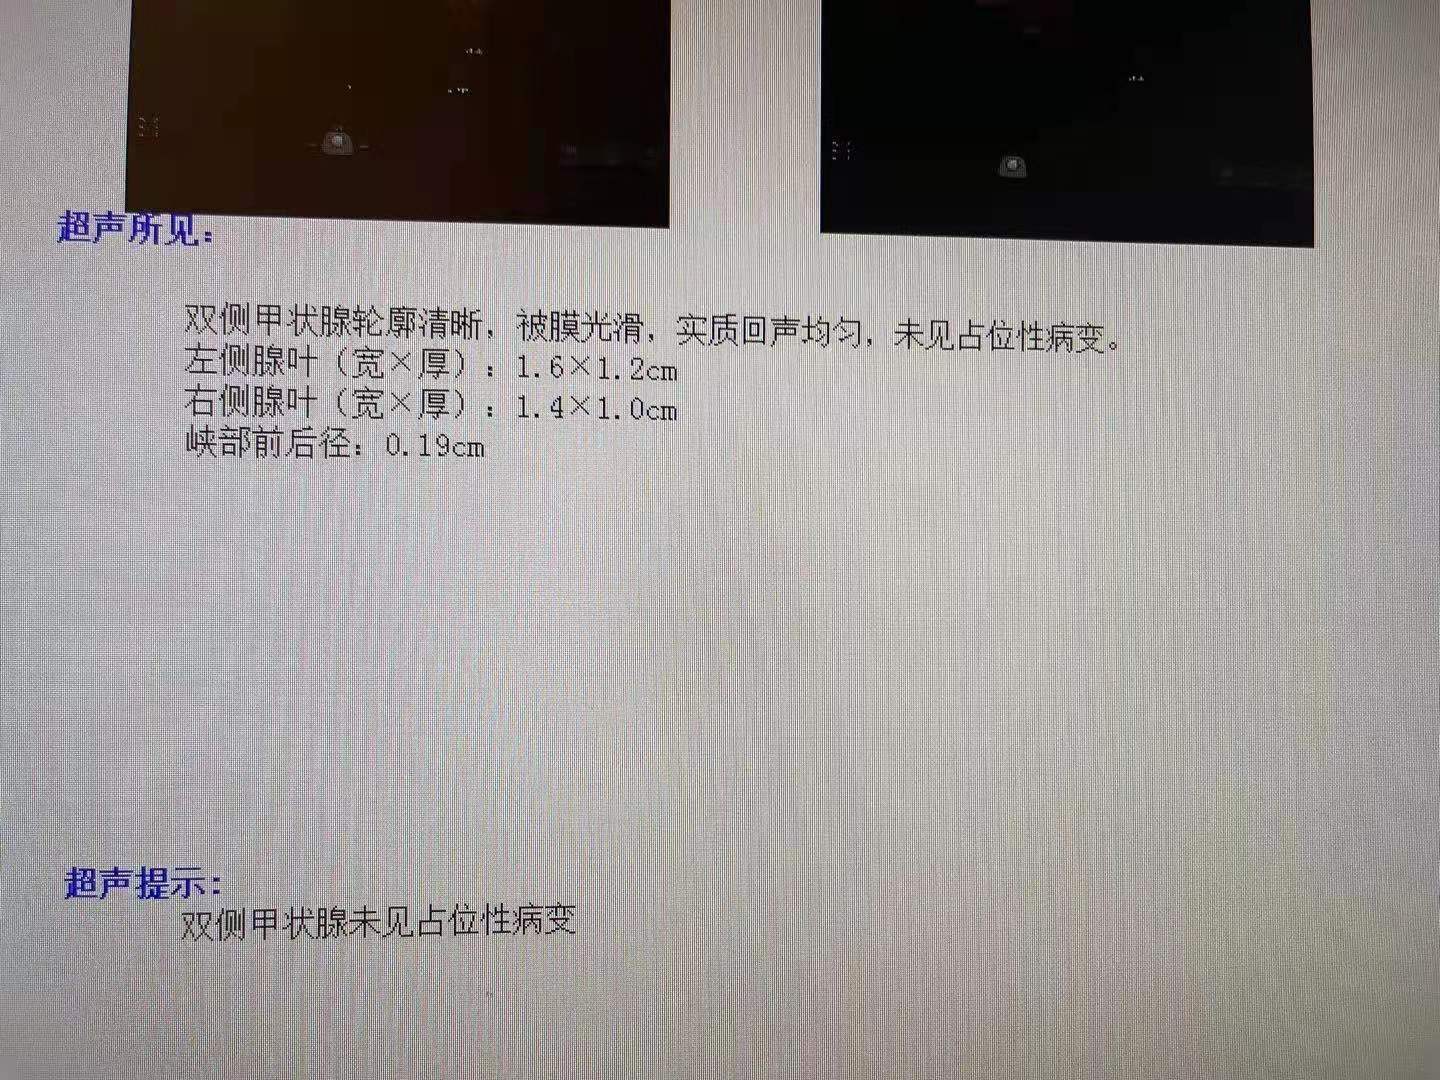 超声所见：
双侧甲状腺轮廓清晰，被膜光滑，实质回声均匀，未见占位性病变。
左侧腺叶（宽×厚）：1.6×1.2cm
右侧腺叶（宽×厚）：1.4×1.0cm
峡部前后径：0.19cm
超声提示：
双侧甲状腺未见占位性病变